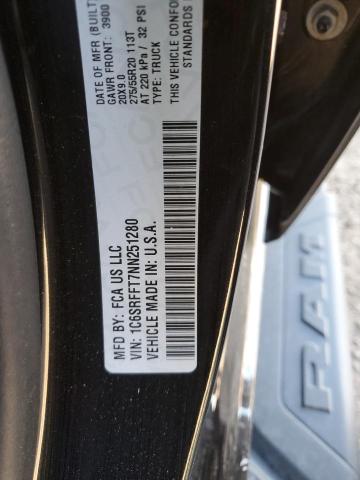 DATE OF MFR (BUILT
GAWR FRONT: 3900
20X9.0
275/55R20 113T
AT 220 kPa / 32 PSI
TYPE: TRUCK
THIS VEHICLE CONFO
STANDARDS
MFD BY: FCA US LLC
VIN: 1C6SRFFT7NN251280
VEHICLE MADE IN: U.S.A.
RAM